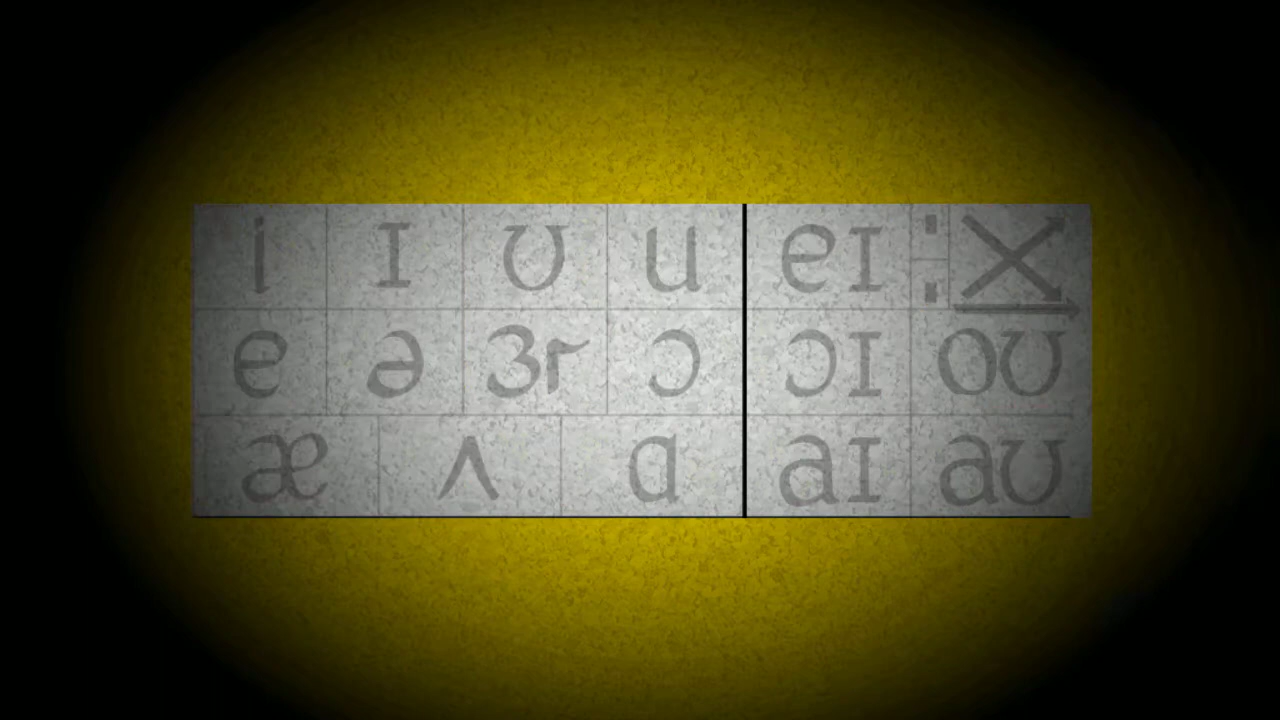 i ɪ ʊ u eɪ :
e ə ɜr ɔ ɔɪ oʊ
æ ʌ ɑ aɪ aʊ